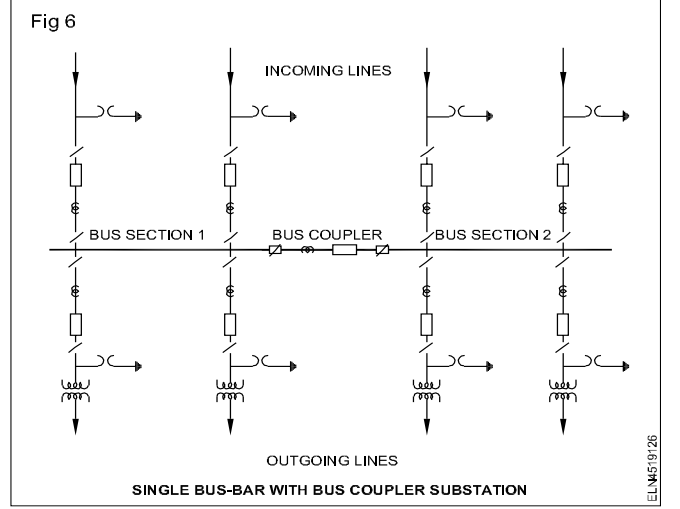 Fig 6
INCOMING LINES
BUS SECTION 1 BUS COUPLER BUS SECTION 2
OUTGOING LINES
SINGLE BUS-BAR WITH BUS COUPLER SUBSTATION
ELN4519126